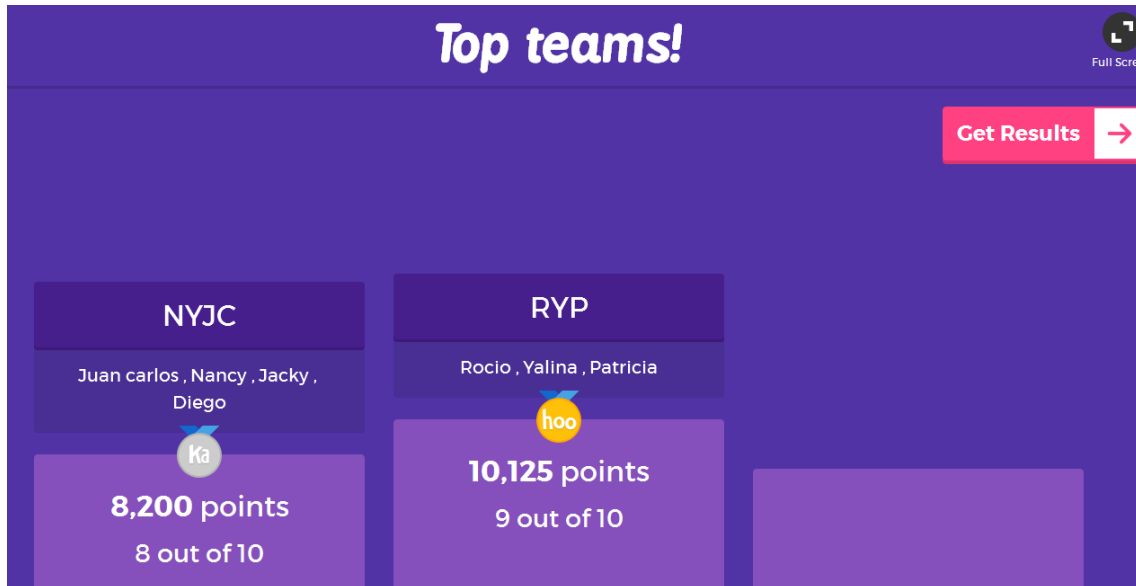 Top teams!
Full Scre
Get Results
NYJC
Juan carlos , Nancy , Jacky ,
Diego
Ka
8,200 points
8 out of 10
RYP
Rocio , Yalina , Patricia
hoo
10,125 points
9 out of 10